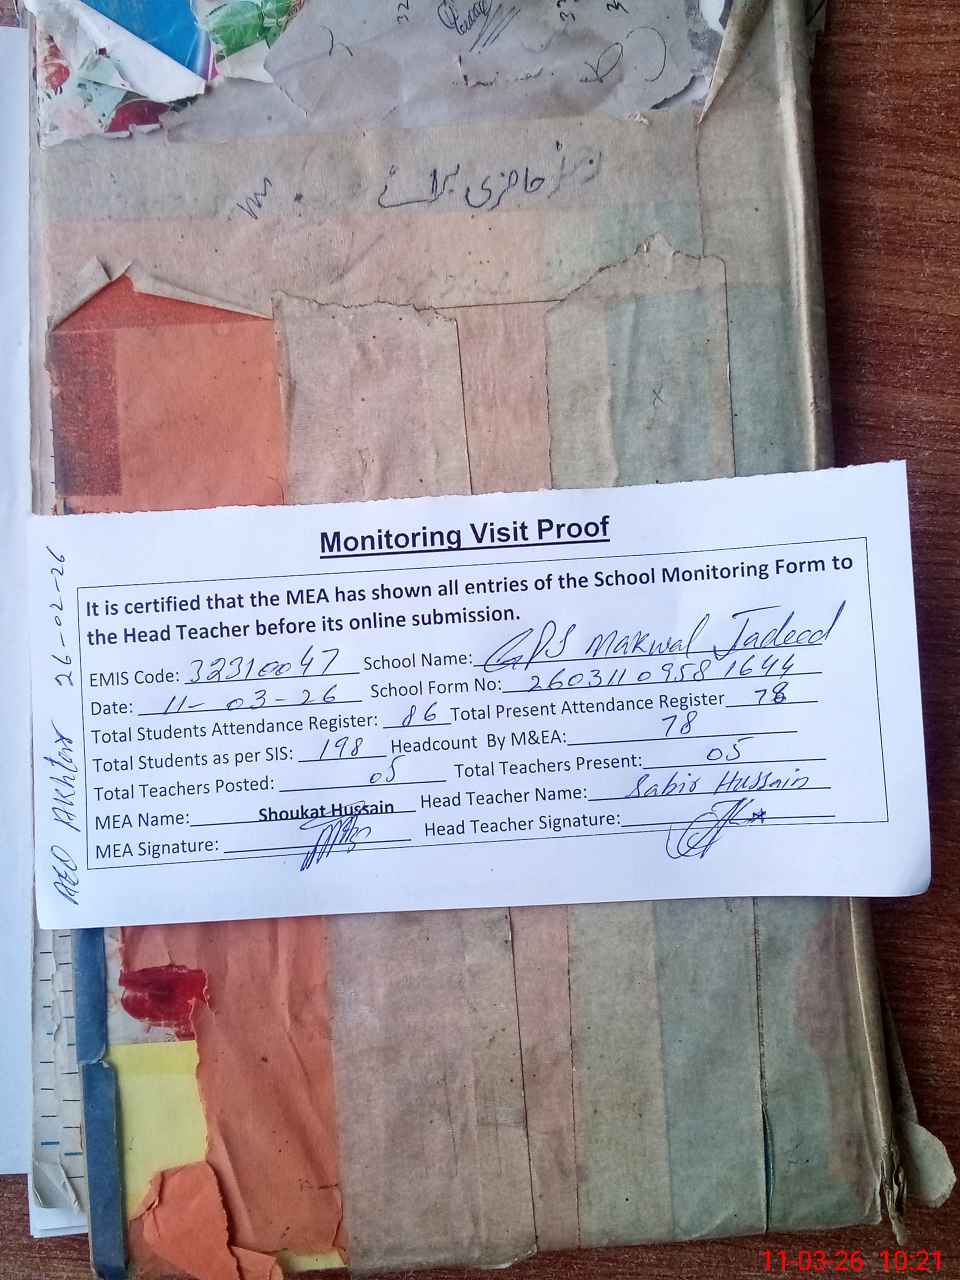 حاضری برائے
Monitoring Visit Proof
It is certified that the MEA has shown all entries of the School Monitoring Form to
the Head Teacher before its online submission.
EMIS Code: 32310047 School Name: GPS Makwal Jadeed
Date: 11-03-26 School Form No: 26031109581644
Total Students Attendance Register: 86 Total Present Attendance Register 78
Total Students as per SIS: 198 Headcount By M&EA: 78
Total Teachers Posted: 05 Total Teachers Present: 05
MEA Name: Shoukat Hussain Head Teacher Name: Sabir Hussain
MEA Signature: Head Teacher Signature:
AEO Akhtar 26-02-26
11-03-26 10:21